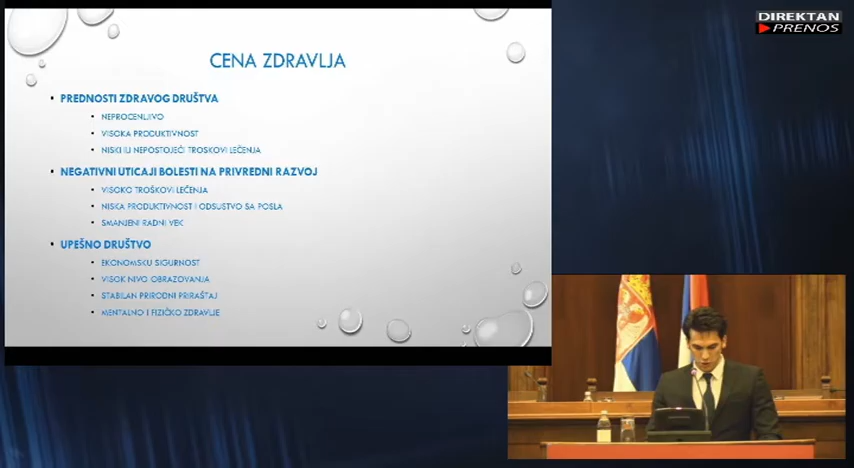 DIREKTAN
PRENOS
CENA ZDRAVLJA
PREDNOSTI ZDRAVOG DRUŠTVA
NEPROCENLJIVO
VISOKA PRODUKTIVNOST
NISKI ILI NEPOSTOJEĆI TROSKOVI LEČENJA
NEGATIVNI UTICAJI BOLESTI NA PRIVREDNI RAZVOJ
VISOKO TROŠKOVI LEČENJA
NISKA PRODUKTIVNOST I ODSUSTVO SA POSLA
SMANJENI RADNI VEK
UPEŠNO DRUŠTVO
EKONOMSKU SIGURNOST
VISOK NIVO OBRAZOVANJA
STABILAN PRIRODNI PRIRAŠTAJ
MENTALNO I FIZIČKO ZDRAVLJE